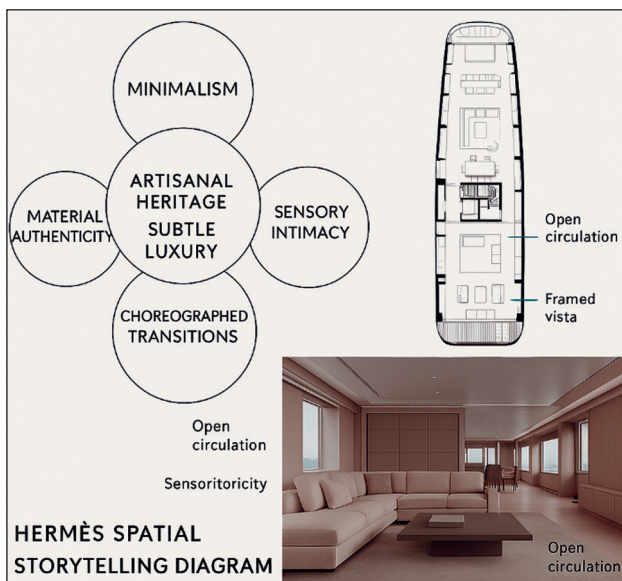 MINIMALISM
ARTISANAL
HERITAGE
SUBTLE
LUXURY
MATERIAL
AUTHENTICITY
SENSORY
INTIMACY
CHOREOGRAPHED
TRANSITIONS
Open
circulation
Framed
vista
Open
circulation
Sensoritoricity
Open
circulation
HERMÈS SPATIAL
STORYTELLING DIAGRAM